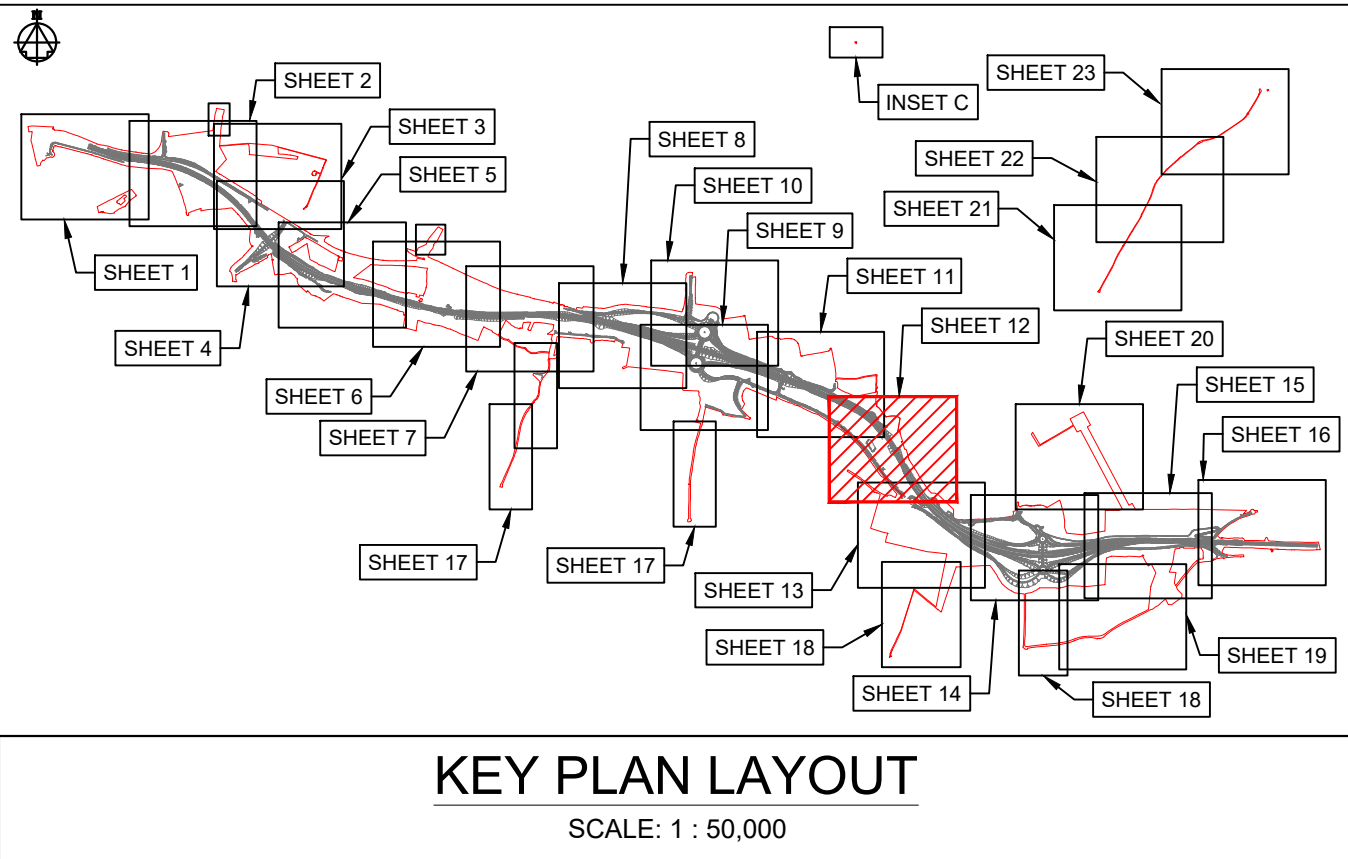 SHEET 2
SHEET 23
INSET C
SHEET 3
SHEET 8
SHEET 22
SHEET 5
SHEET 10
SHEET 21
SHEET 9
SHEET 1
SHEET 11
SHEET 12
SHEET 4
SHEET 20
SHEET 6
SHEET 15
SHEET 7
SHEET 16
SHEET 17
SHEET 17
SHEET 13
SHEET 18
SHEET 19
SHEET 14
SHEET 18
KEY PLAN LAYOUT
SCALE: 1 : 50,000